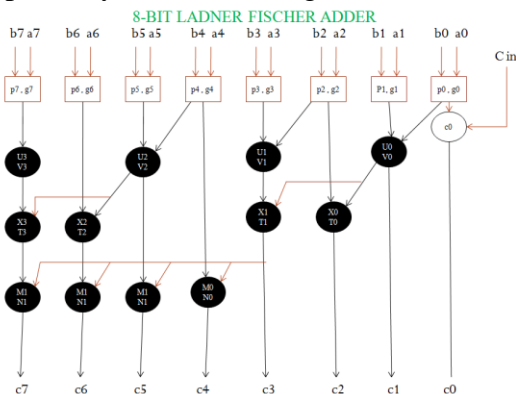 8-BIT LADNER FISCHER ADDER
b7 a7 b6 a6 b5 a5 b4 a4 b3 a3 b2 a2 b1 a1 b0 a0
C in
p7 , g7 p6 , g6 p5 , g5 p4 , g4 p3 , g3 p2 , g2 P1, g1 p0 , g0
c0
U3 U2 U1 U0
V3 V2 V1 V0
X3 X2 X1 X0
T3 T2 T1 T0
M1 M1 M1 M0
N1 N1 N1 N0
c7 c6 c5 c4 c3 c2 c1 c0